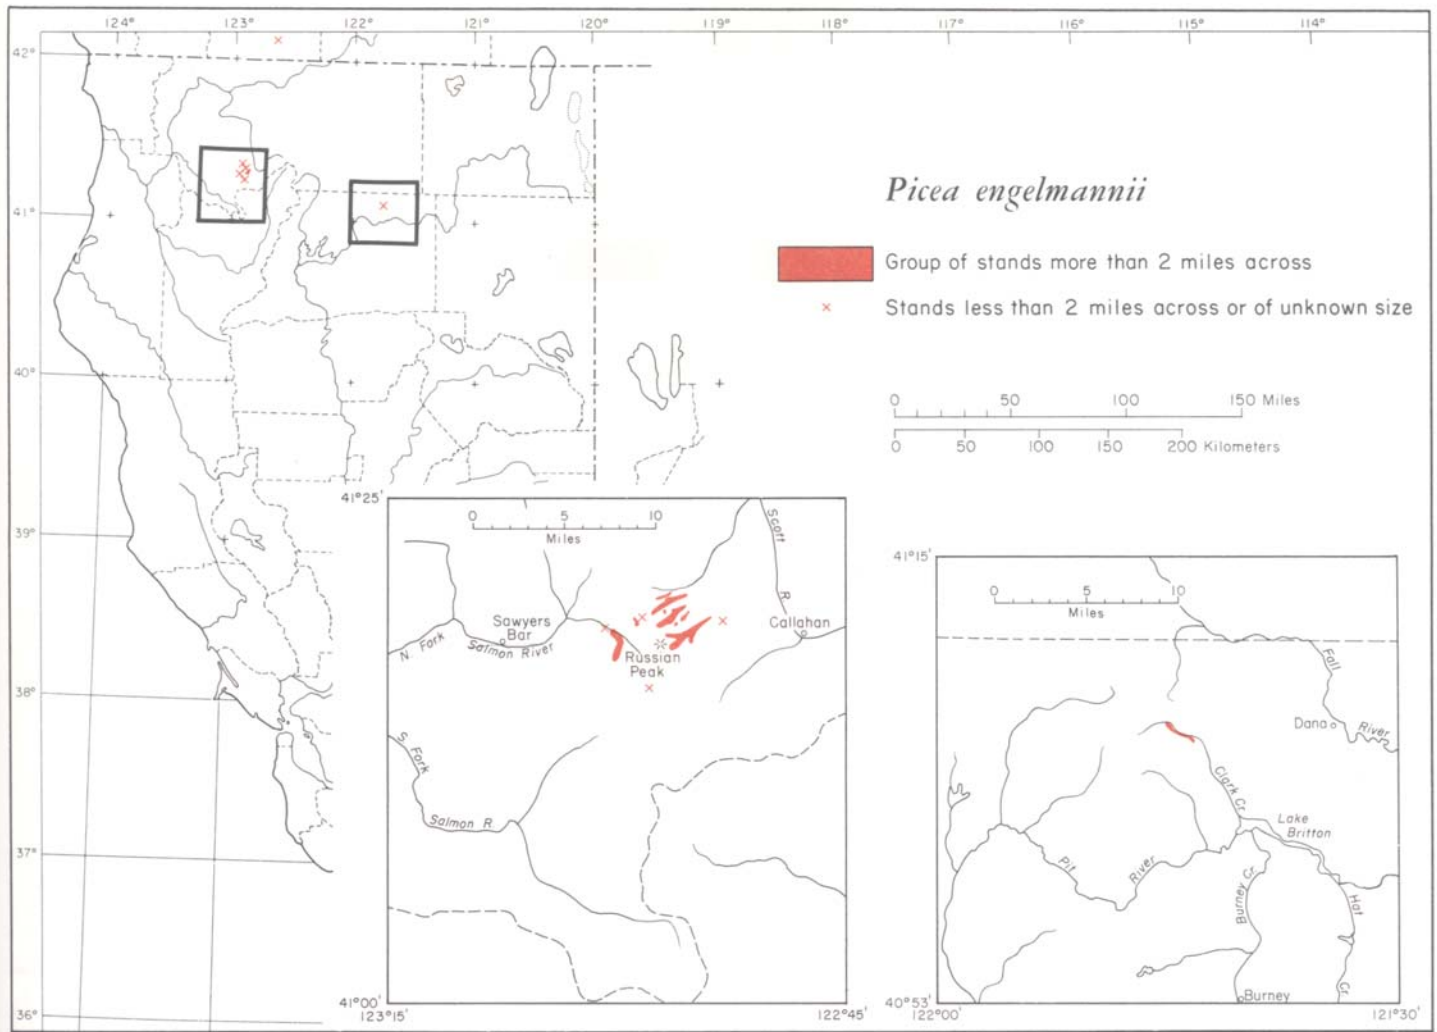 124° 123° 122° 121° 120° 119° 118° 117° 116° 115° 114°
42°
41°
40°
39°
38°
37°
36°
Picea engelmannii
Group of stands more than 2 miles across
× Stands less than 2 miles across or of unknown size
0 50 100 150 Miles
0 50 100 150 200 Kilometers
41°25'
0 5 10
Miles
Scott
R.
Callahan
Sawyers
Bar
N. Fork
Salmon River
Russian
Peak
S. Fork
Salmon R.
41°00'
123°15' 122°45'
41°15'
0 5 10
Miles
Fall
River
Dana
Clark Cr.
Lake
Britton
Pit
River
Burney Cr.
Hat
Cr.
Burney
40°53'
122°00' 121°30'